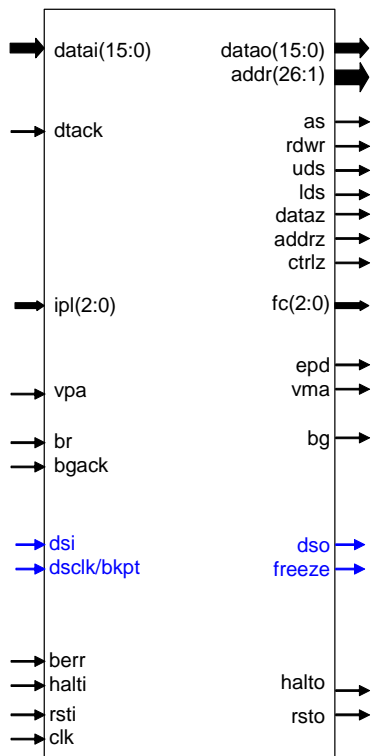 datai(15:0)
datao(15:0)
addr(26:1)
dtack
as
rdwr
uds
lds
dataz
addrz
ctrlz
ipl(2:0)
fc(2:0)
epd
vpa
vma
br
bg
bgack
dsi
dso
dsclk/bkpt
freeze
berr
halti
halto
rsti
rsto
clk